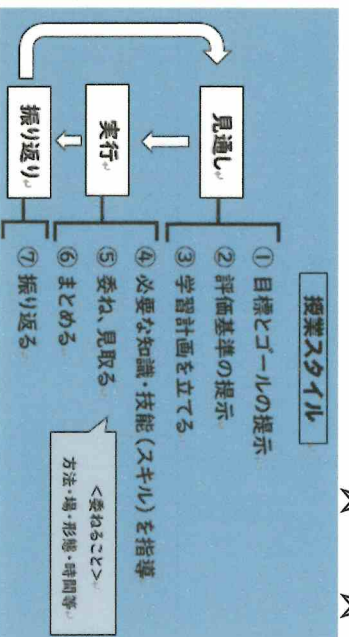 授業スタイル
見通し
① 目標とゴールの提示
② 評価基準の提示
③ 学習計画を立てる
実行
④ 必要な知識・技能(スキル)を指導
⑤ 委ね、見取る
⑥ まとめる
<委ねること>
方法・場・形態・時間等
振り返り
⑦ 振り返る